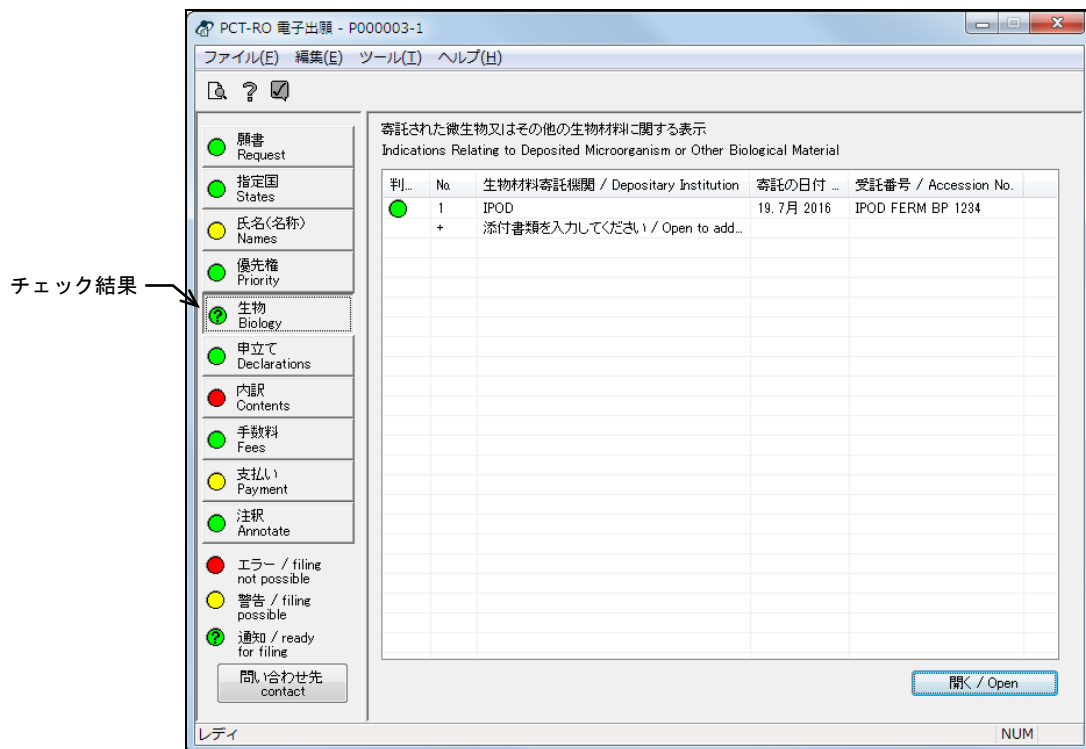 PCT-RO 電子出願 - P000003-1
ファイル(F) 編集(E) ツール(T) ヘルプ(H)
願書
Request
指定国
States
氏名(名称)
Names
優先権
Priority
チェック結果
生物
Biology
申立て
Declarations
内訳
Contents
手数料
Fees
支払い
Payment
注釈
Annotate
エラー / filing
not possible
警告 / filing
possible
通知 / ready
for filing
問い合わせ先
contact
寄託された微生物又はその他の生物材料に関する表示
Indications Relating to Deposited Microorganism or Other Biological Material
判... No. 生物材料寄託機関 / Depositary Institution 寄託の日付 ... 受託番号 / Accession No.
1 IPOD 19. 7月 2016 IPOD FERM BP 1234
+ 添付書類を入力してください / Open to add...
開く / Open
レディ NUM